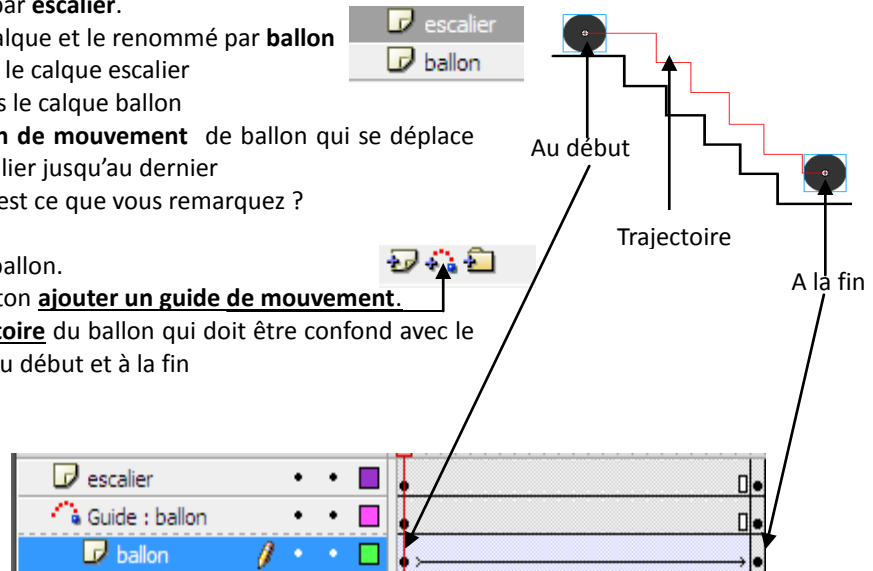 par escalier.
alque et le renommé par ballon
le calque escalier
s le calque ballon
n de mouvement de ballon qui se déplace
lier jusqu'au dernier
est ce que vous remarquez ?
ballon.
ton ajouter un guide de mouvement.
toire du ballon qui doit être confond avec le
u début et à la fin
escalier
ballon
Au début
Trajectoire
A la fin
escalier
Guide : ballon
ballon